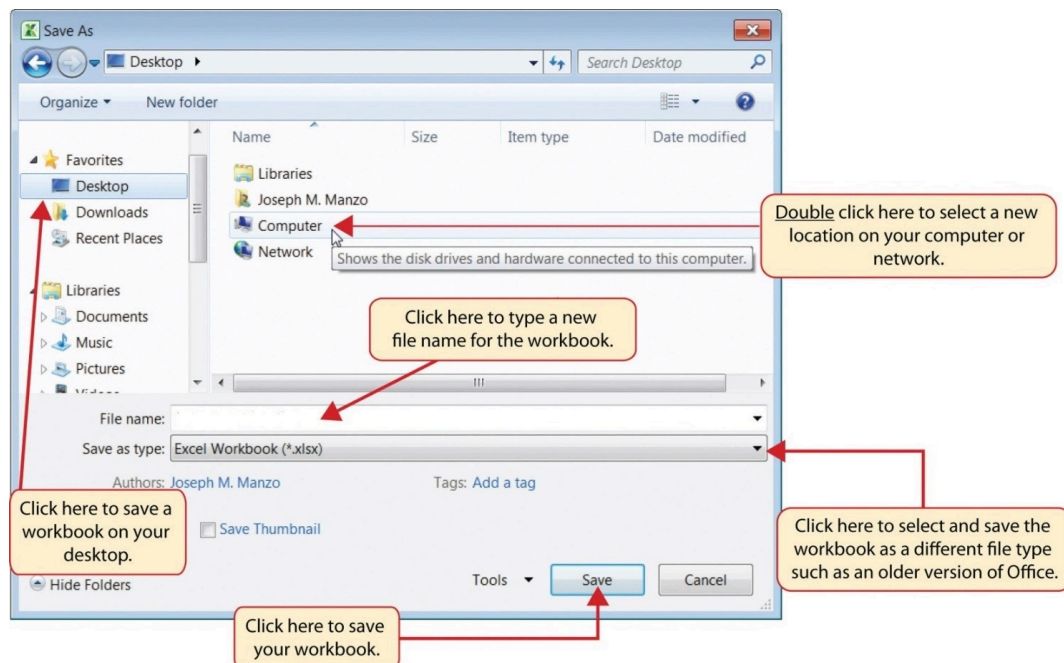 Save As
Desktop
Search Desktop
Organize
New folder
Name
Size
Item type
Date modified
Favorites
Desktop
Downloads
Recent Places
Libraries
Documents
Music
Pictures
Libraries
Joseph M. Manzo
Computer
Network
Shows the disk drives and hardware connected to this computer.
Double click here to select a new
location on your computer or
network.
Click here to type a new
file name for the workbook.
File name:
Save as type: Excel Workbook (*.xlsx)
Authors: Joseph M. Manzo
Tags: Add a tag
Save Thumbnail
Click here to save a
workbook on your
desktop.
Click here to select and save the
workbook as a different file type
such as an older version of Office.
Hide Folders
Tools
Save
Cancel
Click here to save
your workbook.